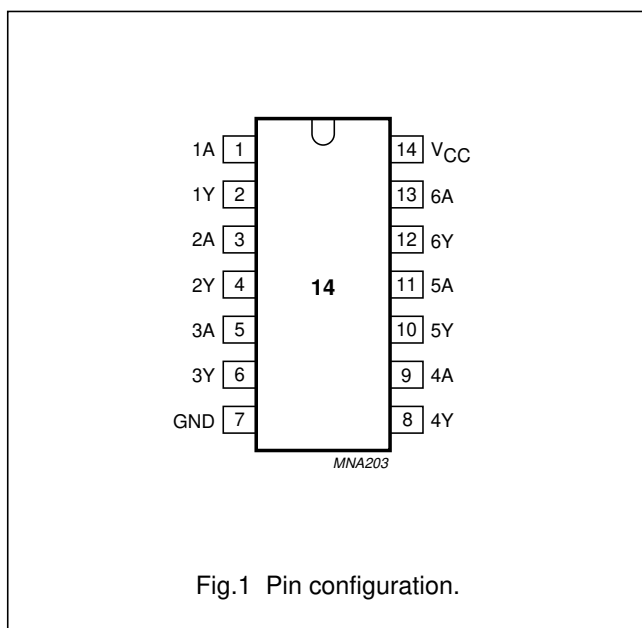 1A 1 14 VCC
1Y 2 13 6A
2A 3 12 6Y
2Y 4 14 11 5A
3A 5 10 5Y
3Y 6 9 4A
GND 7 8 4Y
MNA203
Fig.1 Pin configuration.